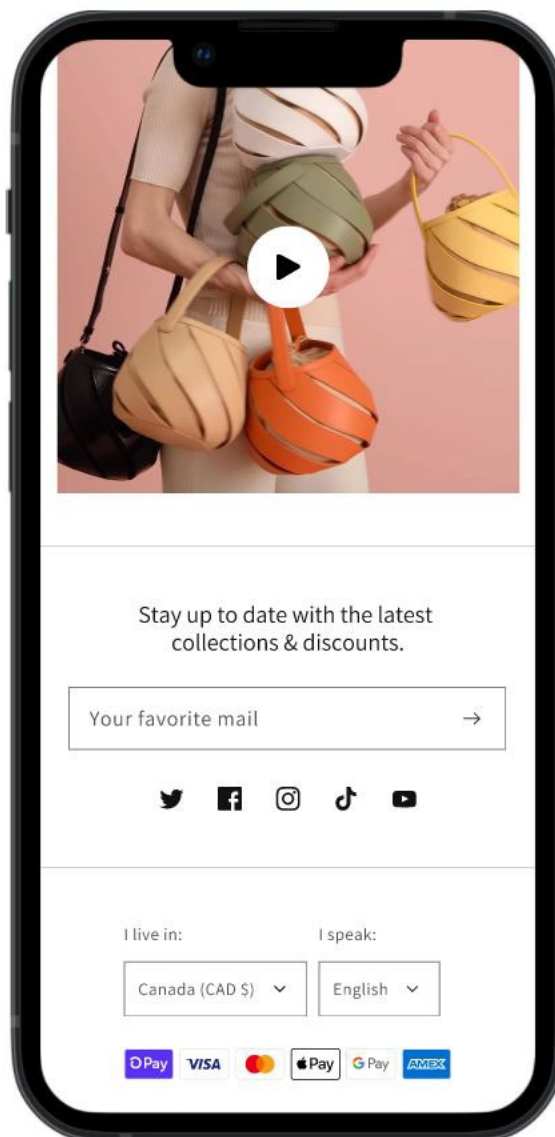 Stay up to date with the latest
collections & discounts.
Your favorite mail
I live in:
I speak:
Canada (CAD $)
English
Pay VISA Pay G Pay AMEX